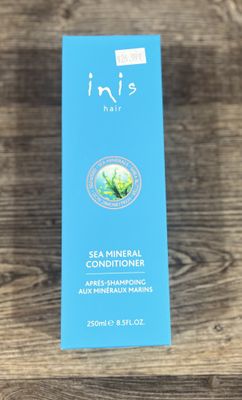 inis
hair
SEA MINERAL
CONDITIONER
APRÈS-SHAMPOING
AUX MINÉRAUX MARINS
250ml ℮ 8.5FL.OZ.